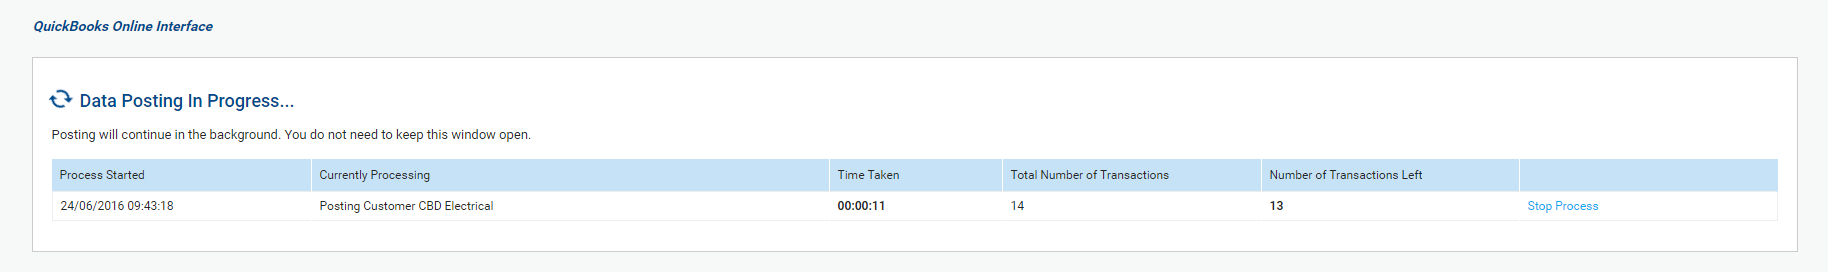 QuickBooks Online Interface
Data Posting In Progress...
Posting will continue in the background. You do not need to keep this window open.
Process Started Currently Processing Time Taken Total Number of Transactions Number of Transactions Left
24/06/2016 09:43:18 Posting Customer CBD Electrical 00:00:11 14 13 Stop Process